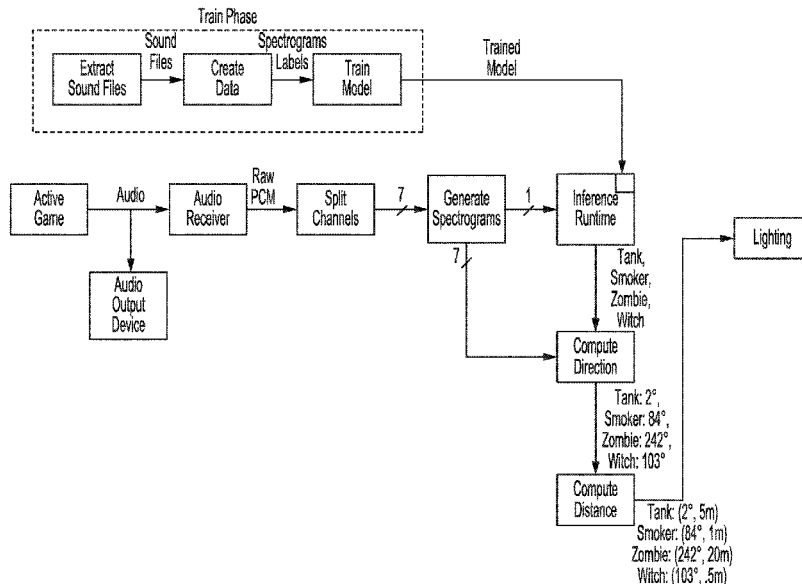 Train Phase
Sound
Files
Spectrograms
Labels
Trained
Model
Extract
Sound Files
Create
Data
Train
Model
Active
Game
Audio
Audio
Receiver
Raw
PCM
Split
Channels
7
Generate
Spectrograms
1
Inference
Runtime
Lighting
7
Audio
Output
Device
Tank,
Smoker,
Zombie,
Witch
Compute
Direction
Tank: 2°,
Smoker: 84°,
Zombie: 242°,
Witch: 103°
Compute
Distance
Tank: (2°, 5m)
Smoker: (84°, 1m)
Zombie: (242°, 20m)
Witch: (103°, .5m)